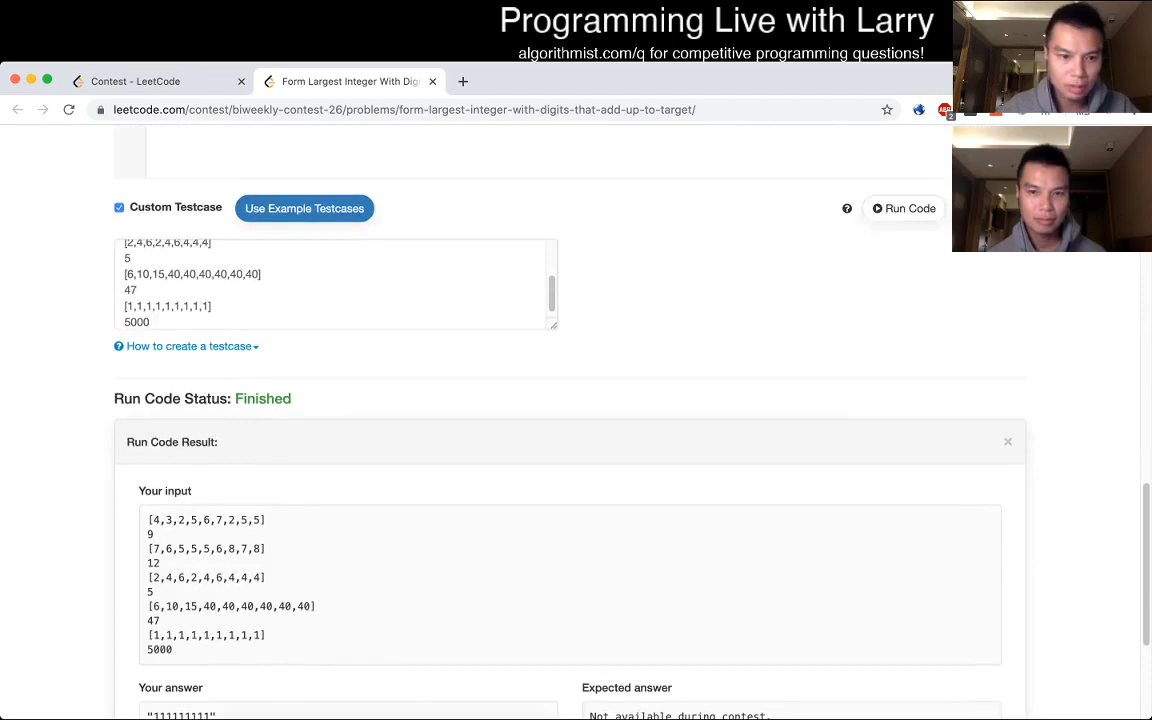 Programming Live with Larry
algorithmist.com/q for competitive programming questions!
Contest - LeetCode
Form Largest Integer With Dig
leetcode.com/contest/biweekly-contest-26/problems/form-largest-integer-with-digits-that-add-up-to-target/
Custom Testcase
Use Example Testcases
Run Code
[2,4,6,2,4,6,4,4,4]
5
[6,10,15,40,40,40,40,40,40]
47
[1,1,1,1,1,1,1,1,1]
5000
How to create a testcase
Run Code Status: Finished
Run Code Result:
Your input
[4,3,2,5,6,7,2,5,5]
9
[7,6,5,5,5,6,8,7,8]
12
[2,4,6,2,4,6,4,4,4]
5
[6,10,15,40,40,40,40,40,40]
47
[1,1,1,1,1,1,1,1,1]
5000
Your answer
Expected answer
"111111111"
Not available during contest.